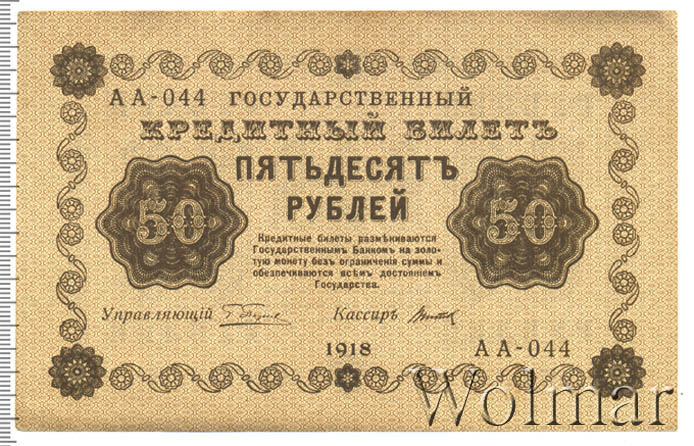 АА-044 ГОСУДАРСТВЕННЫЙ
КРЕДИТНЫЙ БИЛЕТЪ
ПЯТЬДЕСЯТЪ
РУБЛЕЙ
50
50
Кредитные билеты размѣниваются
Государственнымъ Банкомъ на золо-
тую монету безъ ограниченія суммы и
обезпечиваются всѣмъ достояніемъ
Государства.
Управляющій
Кассиръ
1918
АА-044
Wolmar